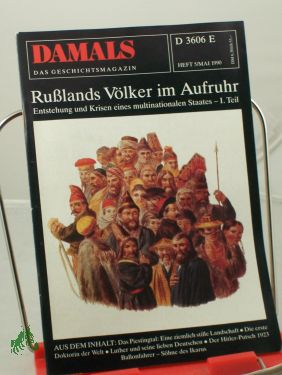 DAMALS
DAS GESCHICHTSMAGAZIN
D 3606 E
HEFT 5/MAI 1990
Rußlands Völker im Aufruhr
Entstehung und Krisen eines multinationalen Staates – 1. Teil
AUS DEM INHALT: Das Piestingtal: Eine ziemlich stille Landschaft • Die erste
Doktorin der Welt • Luther und seine lieben Deutschen • Der Hitler-Putsch 1923
Ballonfahrer – Söhne des Ikarus